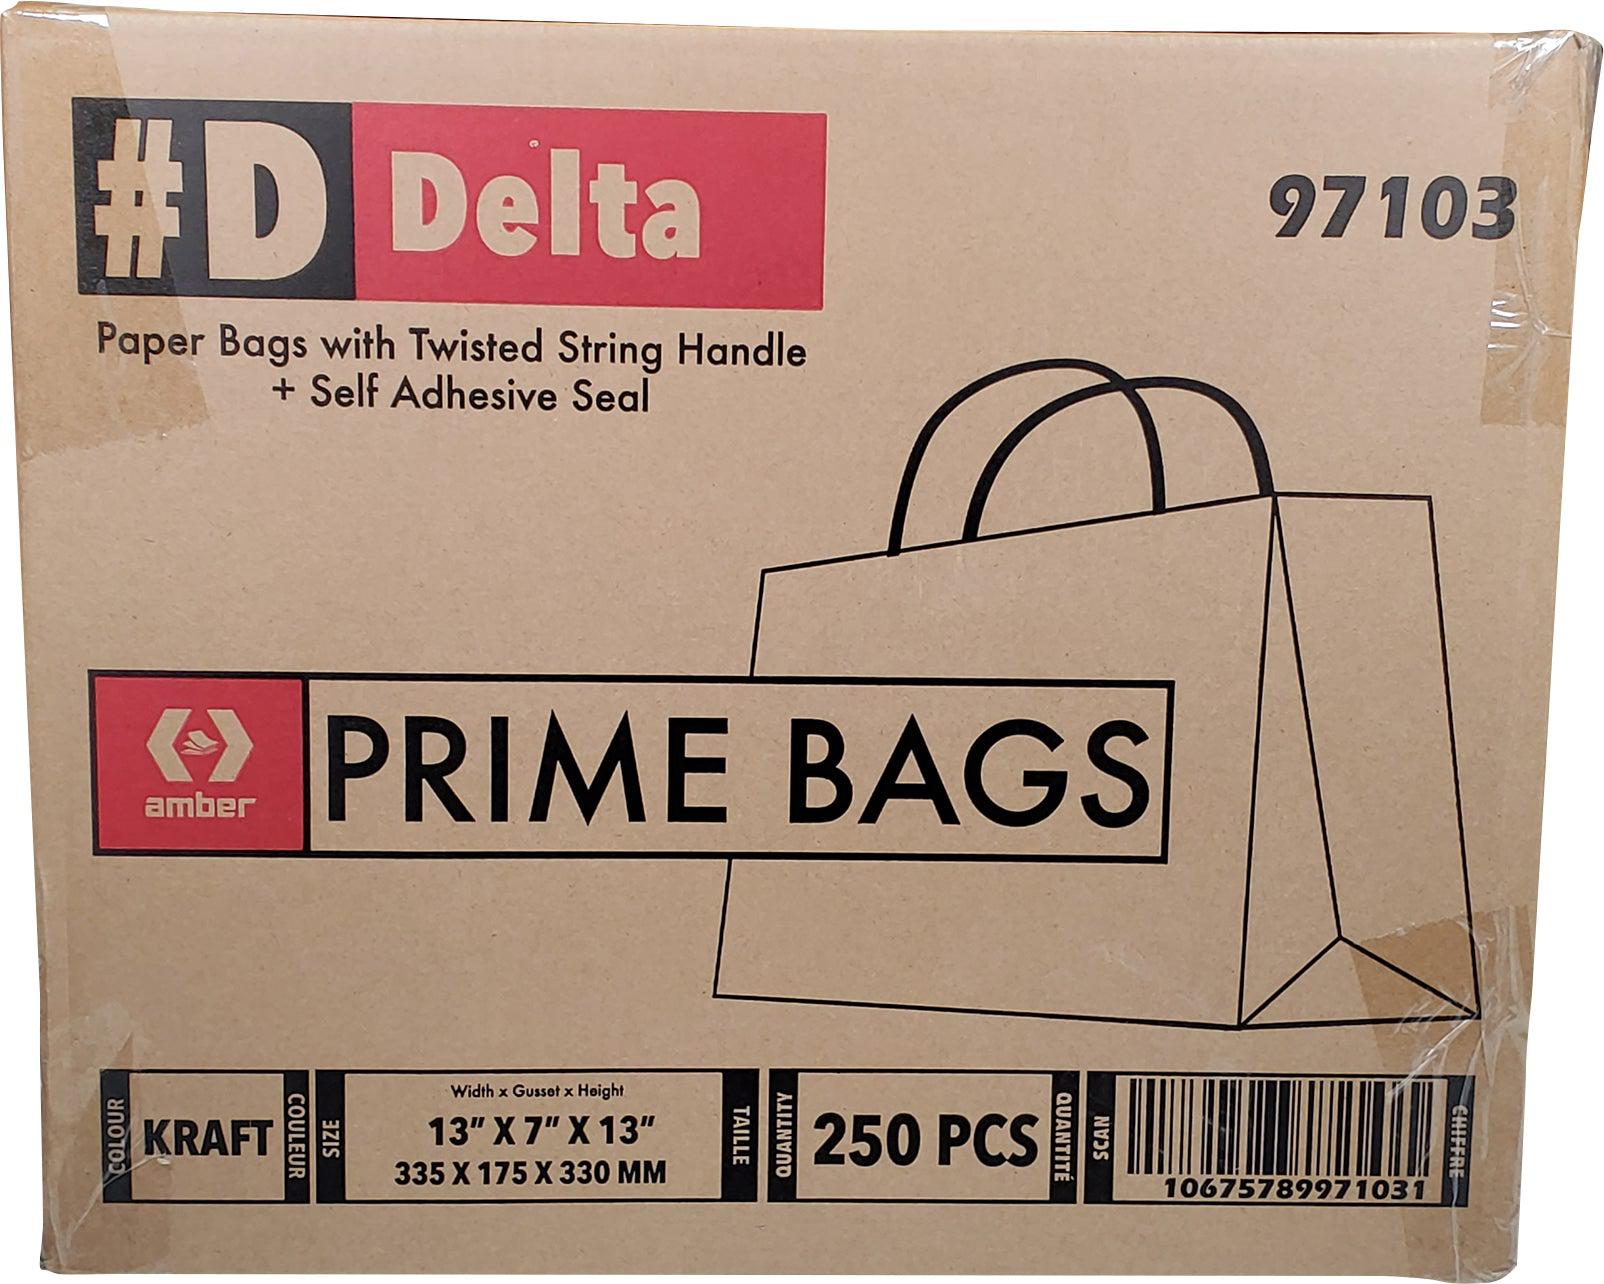 #D Delta
97103
Paper Bags with Twisted String Handle
+ Self Adhesive Seal
amber
PRIME BAGS
COLOUR
KRAFT
COULEUR
SIZE
Width x Gusset x Height
13” X 7” X 13”
335 X 175 X 330 MM
TAILLE
QUANTITY
250 PCS
QUANTITÉ
SCAN
10675789971031
CHIFFRE